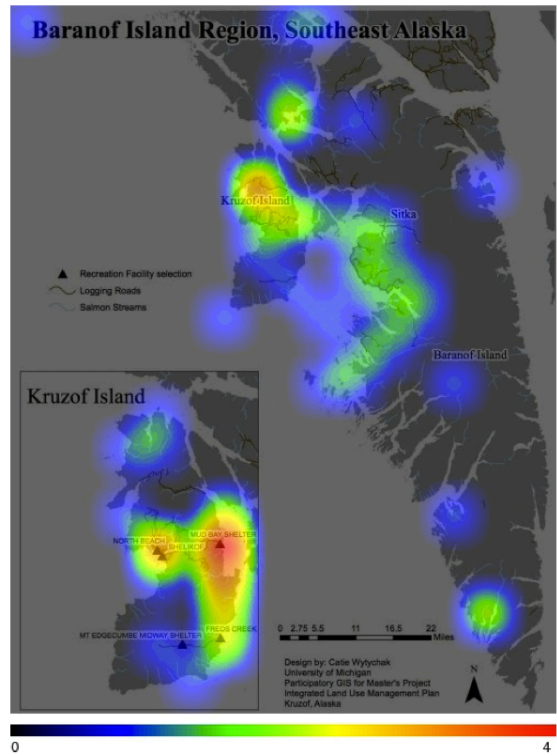 Baranof Island Region, Southeast Alaska
Kruzof Island
Sitka
Recreation Facility selection
Logging Roads
Salmon Streams
Baranof Island
Kruzof Island
MUD BAY SHELTER
NORTH BEACH
SHELIKOF
FREDS CREEK
MT EDGECUMBE MIDWAY SHELTER
0 2.75 5.5 11 16.5 22
Miles
Design by: Catie Wytychak
University of Michigan
Participatory GIS for Master's Project
Integrated Land Use Management Plan
Kruzof, Alaska
N
0 4